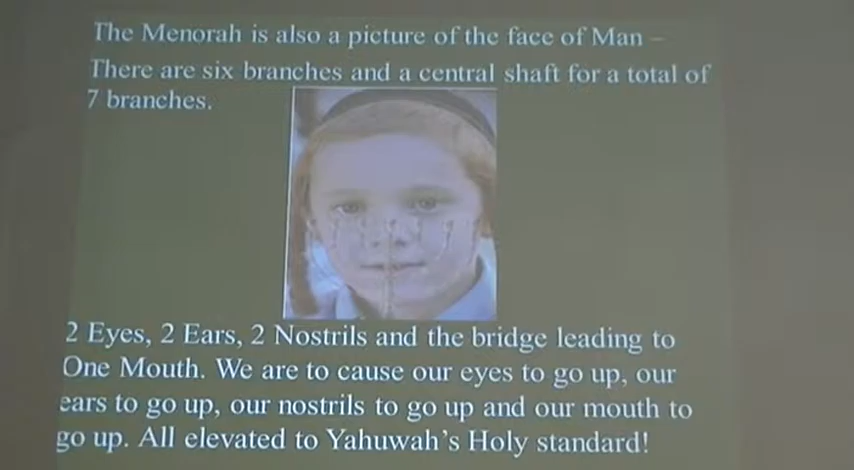 The Menorah is also a picture of the face of Man –
There are six branches and a central shaft for a total of
7 branches.
2 Eyes, 2 Ears, 2 Nostrils and the bridge leading to
One Mouth. We are to cause our eyes to go up, our
ears to go up, our nostrils to go up and our mouth to
go up. All elevated to Yahuwah's Holy standard!